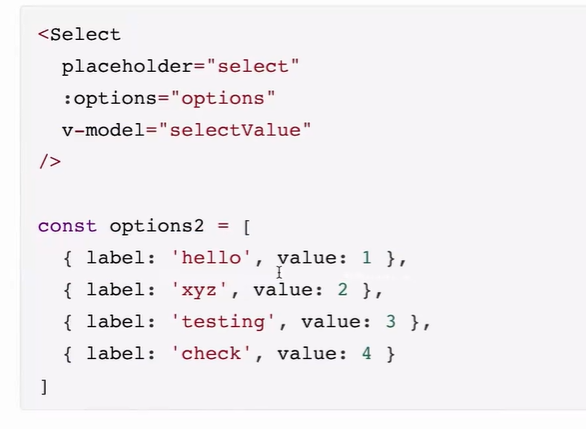 <Select
  placeholder="select"
  :options="options"
  v-model="selectValue"
/>

const options2 = [
  { label: 'hello', value: 1 },
  { label: 'xyz', value: 2 },
  { label: 'testing', value: 3 },
  { label: 'check', value: 4 }
]